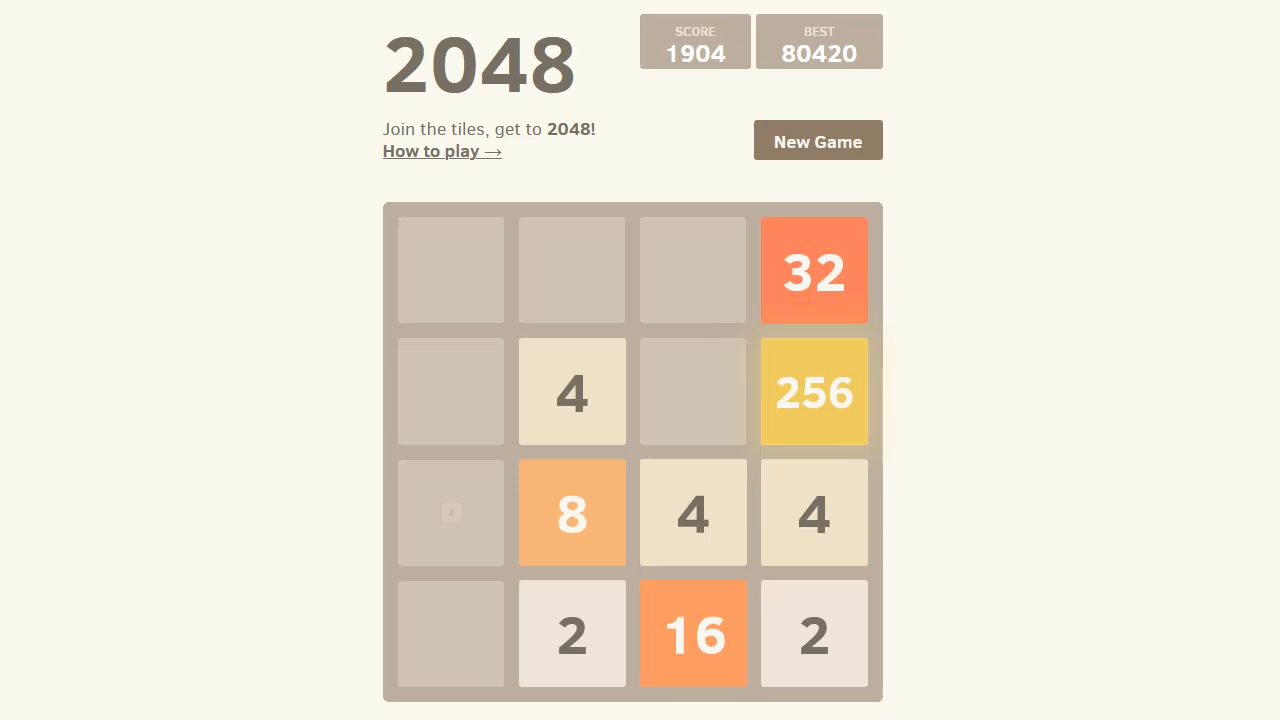 2048
SCORE
1904
BEST
80420
Join the tiles, get to 2048!
How to play →
New Game
32
4
256
4
8
4
4
2
16
2